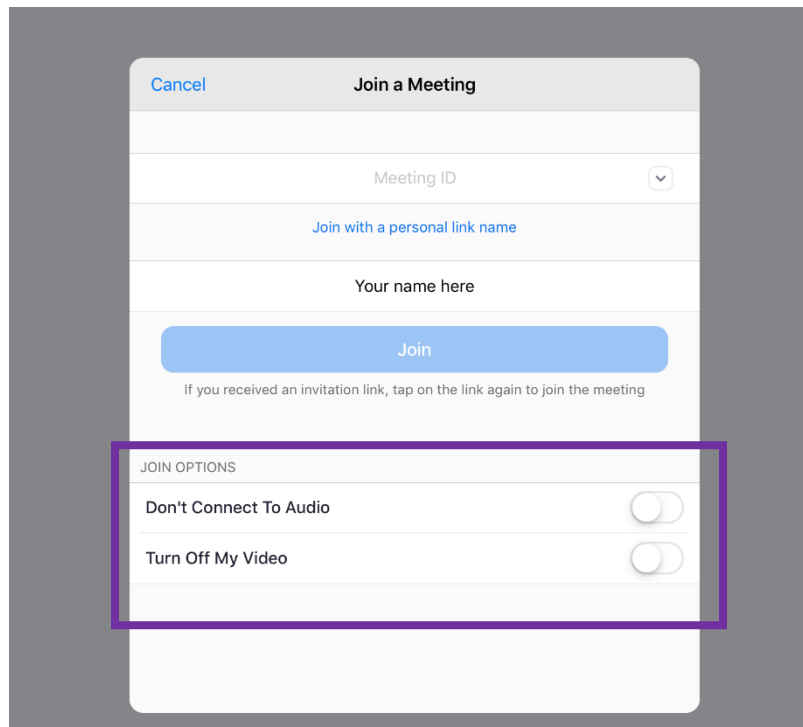 Cancel
Join a Meeting
Meeting ID
Join with a personal link name
Your name here
Join
If you received an invitation link, tap on the link again to join the meeting
JOIN OPTIONS
Don't Connect To Audio
Turn Off My Video